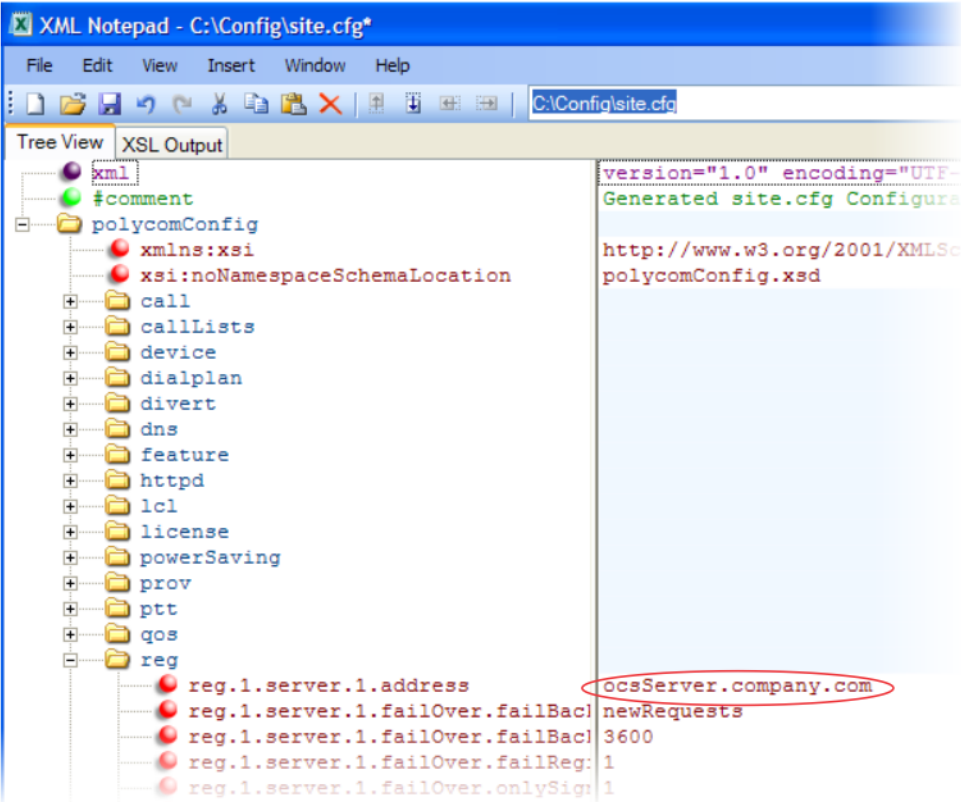 XML Notepad - C:\Config\site.cfg*
File Edit View Insert Window Help
C:\Config\site.cfg
Tree View XSL Output
xml version="1.0" encoding="UTF-
#comment Generated site.cfg Configura
polycomConfig
xmlns:xsi http://www.w3.org/2001/XMLSc
xsi:noNamespaceSchemaLocation polycomConfig.xsd
call
callLists
device
dialplan
divert
dns
feature
httpd
lcl
license
powerSaving
prov
ptt
qos
reg
reg.1.server.1.address ocsServer.company.com
reg.1.server.1.failOver.failBac newRequests
reg.1.server.1.failOver.failBac 3600
reg.1.server.1.failOver.failReg 1
reg.1.server.1.failOver.onlySig 1